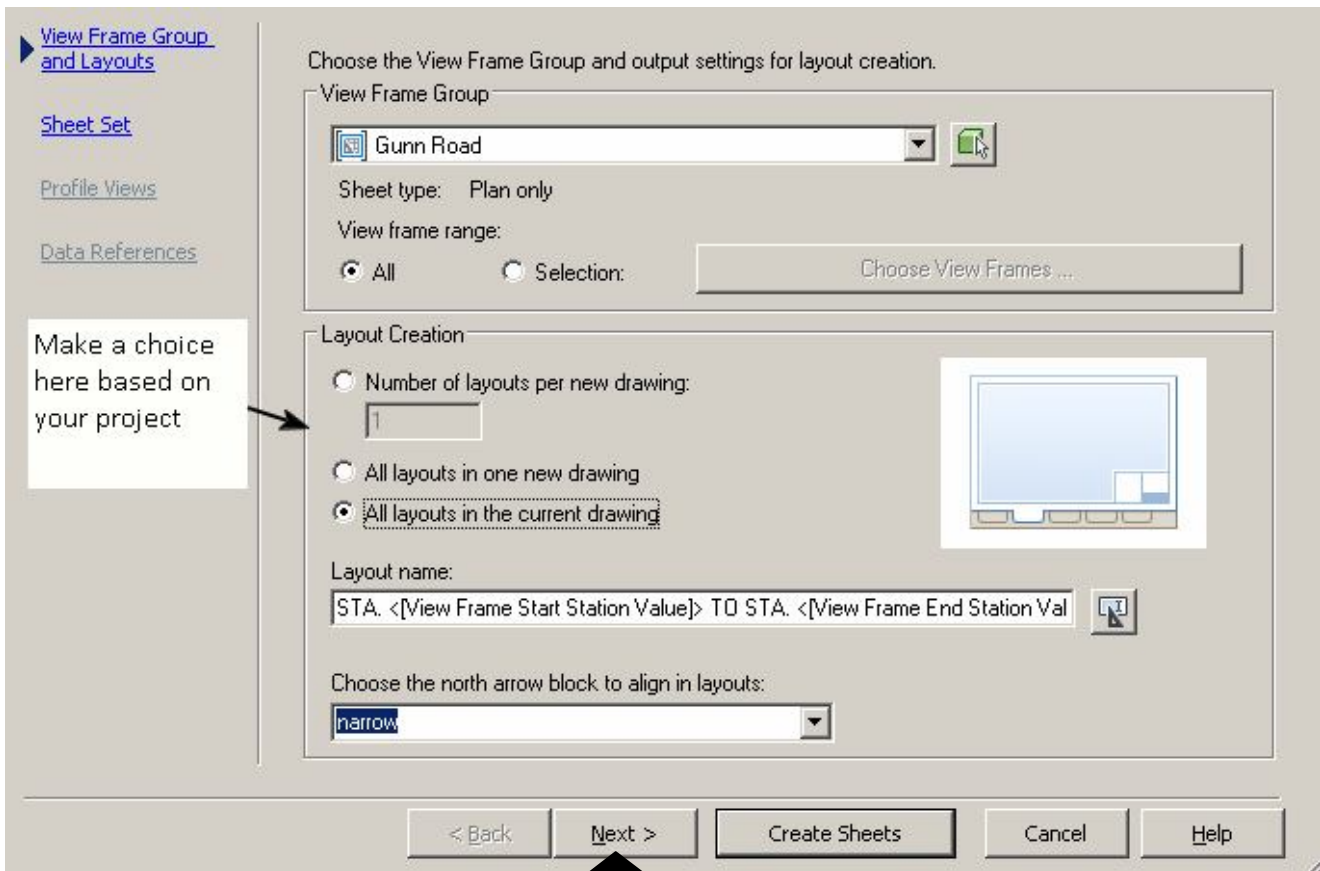 View Frame Group
and Layouts
Sheet Set
Profile Views
Data References
Make a choice
here based on
your project
Choose the View Frame Group and output settings for layout creation.
View Frame Group
Gunn Road
Sheet type: Plan only
View frame range:
All
Selection:
Choose View Frames ...
Layout Creation
Number of layouts per new drawing:
1
All layouts in one new drawing
All layouts in the current drawing
Layout name:
STA. <[View Frame Start Station Value]> TO STA. <[View Frame End Station Val
Choose the north arrow block to align in layouts:
narrow
< Back
Next >
Create Sheets
Cancel
Help